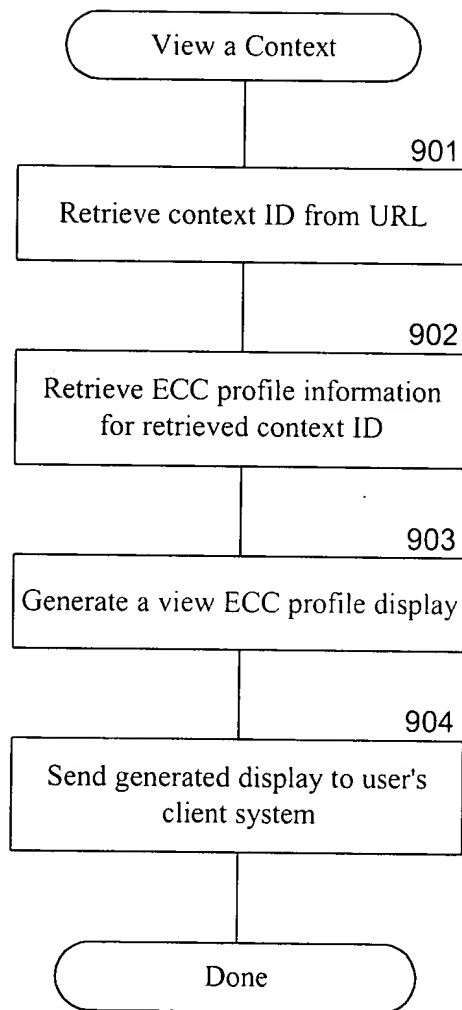 View a Context
901
Retrieve context ID from URL
902
Retrieve ECC profile information
for retrieved context ID
903
Generate a view ECC profile display
904
Send generated display to user's
client system
Done